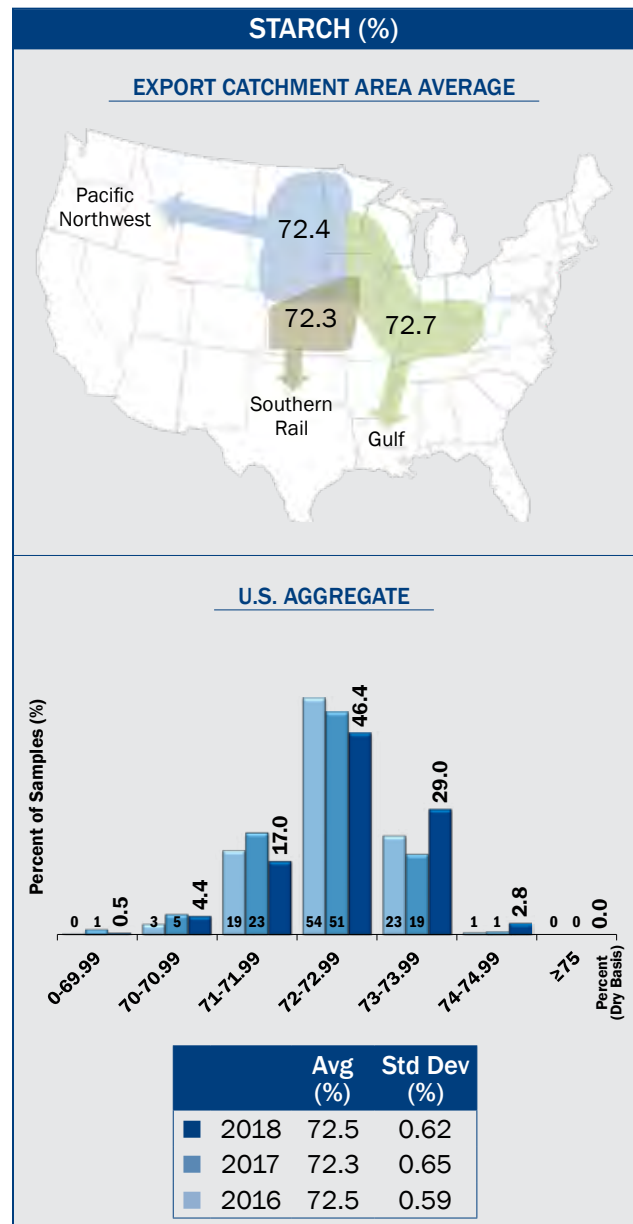 STARCH (%)
EXPORT CATCHMENT AREA AVERAGE
Pacific
Northwest
72.4
72.3
72.7
Southern
Rail
Gulf
U.S. AGGREGATE
Percent of Samples (%)
0 1 0.5
3 5 4.4
19 23 17.0
54 51 46.4
23 19 29.0
1 1 2.8
0 0 0.0
0-69.99 70-70.99 71-71.99 72-72.99 73-73.99 74-74.99 ≥75
Percent
(Dry Basis)
Avg Std Dev
(%) (%)
2018 72.5 0.62
2017 72.3 0.65
2016 72.5 0.59